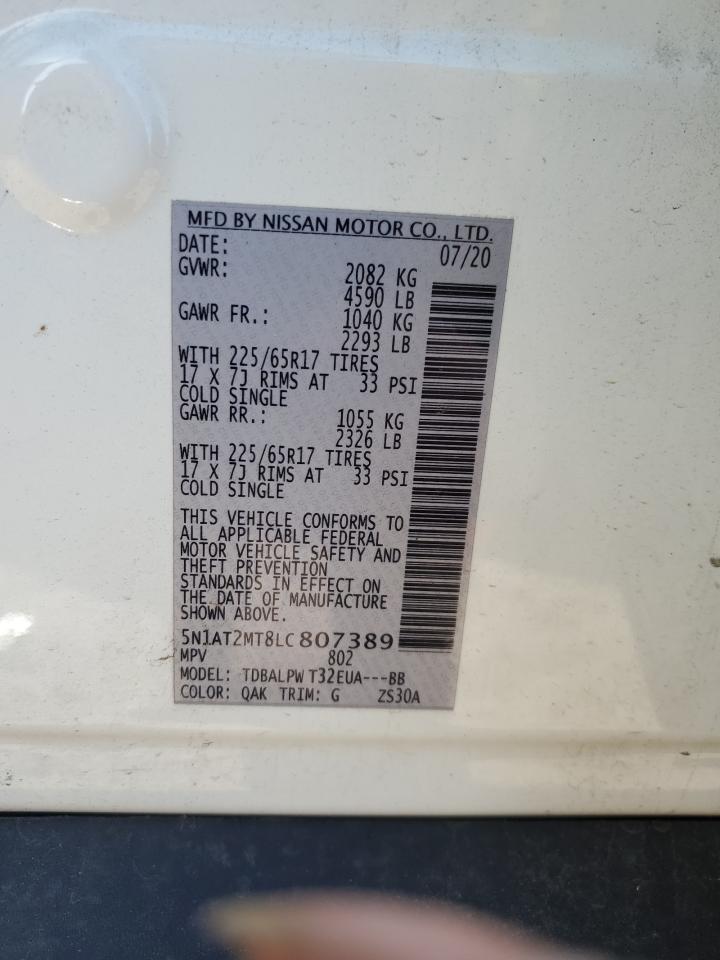 MFD BY NISSAN MOTOR CO., LTD.
DATE: 07/20
GVWR: 2082 KG
4590 LB
GAWR FR.: 1040 KG
2293 LB
WITH 225/65R17 TIRES
17 X 7J RIMS AT 33 PSI
COLD SINGLE
GAWR RR.: 1055 KG
2326 LB
WITH 225/65R17 TIRES
17 X 7J RIMS AT 33 PSI
COLD SINGLE
THIS VEHICLE CONFORMS TO
ALL APPLICABLE FEDERAL
MOTOR VEHICLE SAFETY AND
THEFT PREVENTION
STANDARDS IN EFFECT ON
THE DATE OF MANUFACTURE
SHOWN ABOVE.
5N1AT2MT8LC807389
MPV 802
MODEL: TDBALPW T32EUA---BB
COLOR: QAK TRIM: G ZS30A